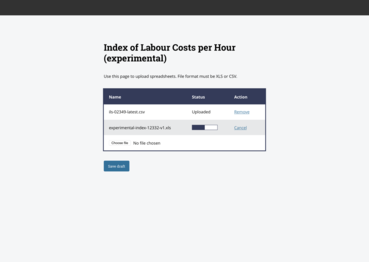 Index of Labour Costs per Hour
(experimental)
Use this page to upload spreadsheets. File format must be XLS or CSV.
Name Status Action
ilo-02349-latest.csv Uploaded Remove
experimental-index-12332-v1.xls Cancel
Choose file No file chosen
Save draft